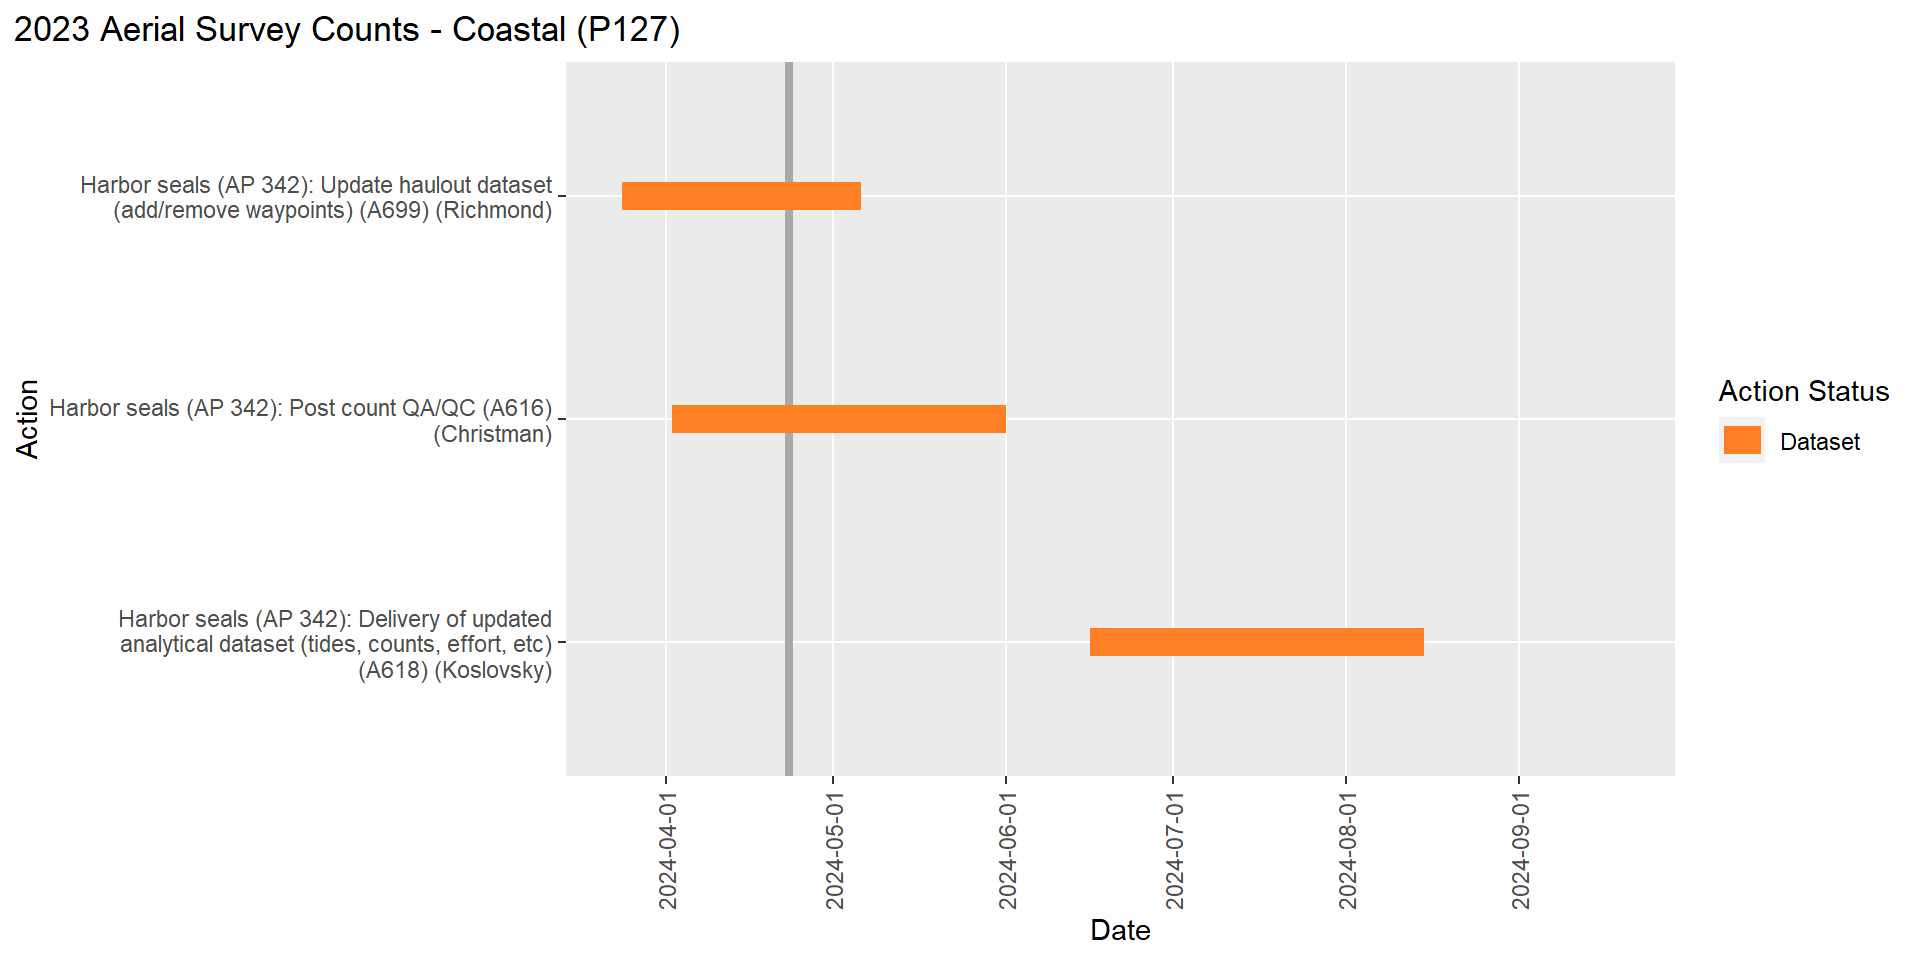 2023 Aerial Survey Counts - Coastal (P127)
Action
Harbor seals (AP 342): Update haulout dataset
(add/remove waypoints) (A699) (Richmond)
Harbor seals (AP 342): Post count QA/QC (A616)
(Christman)
Harbor seals (AP 342): Delivery of updated
analytical dataset (tides, counts, effort, etc)
(A618) (Koslovsky)
2024-04-01
2024-05-01
2024-06-01
2024-07-01
2024-08-01
2024-09-01
Date
Action Status
Dataset